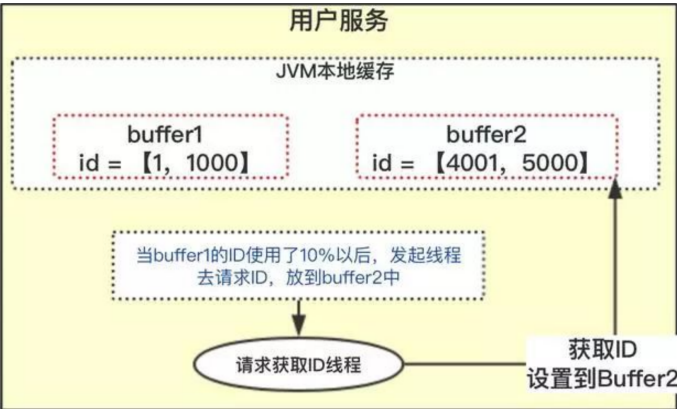 用户服务
JVM本地缓存
buffer1
id = 【1，1000】
buffer2
id = 【4001，5000】
当buffer1的ID使用了10%以后，发起线程
去请求ID，放到buffer2中
请求获取ID线程
获取ID
设置到Buffer2